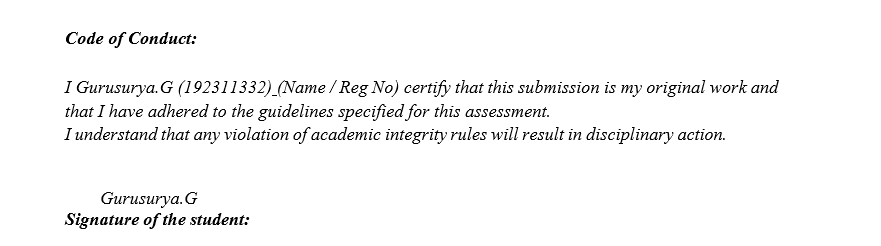 Code of Conduct:
I Gurusurya.G (192311332)_(Name / Reg No) certify that this submission is my original work and
that I have adhered to the guidelines specified for this assessment.
I understand that any violation of academic integrity rules will result in disciplinary action.
Gurusurya.G
Signature of the student: